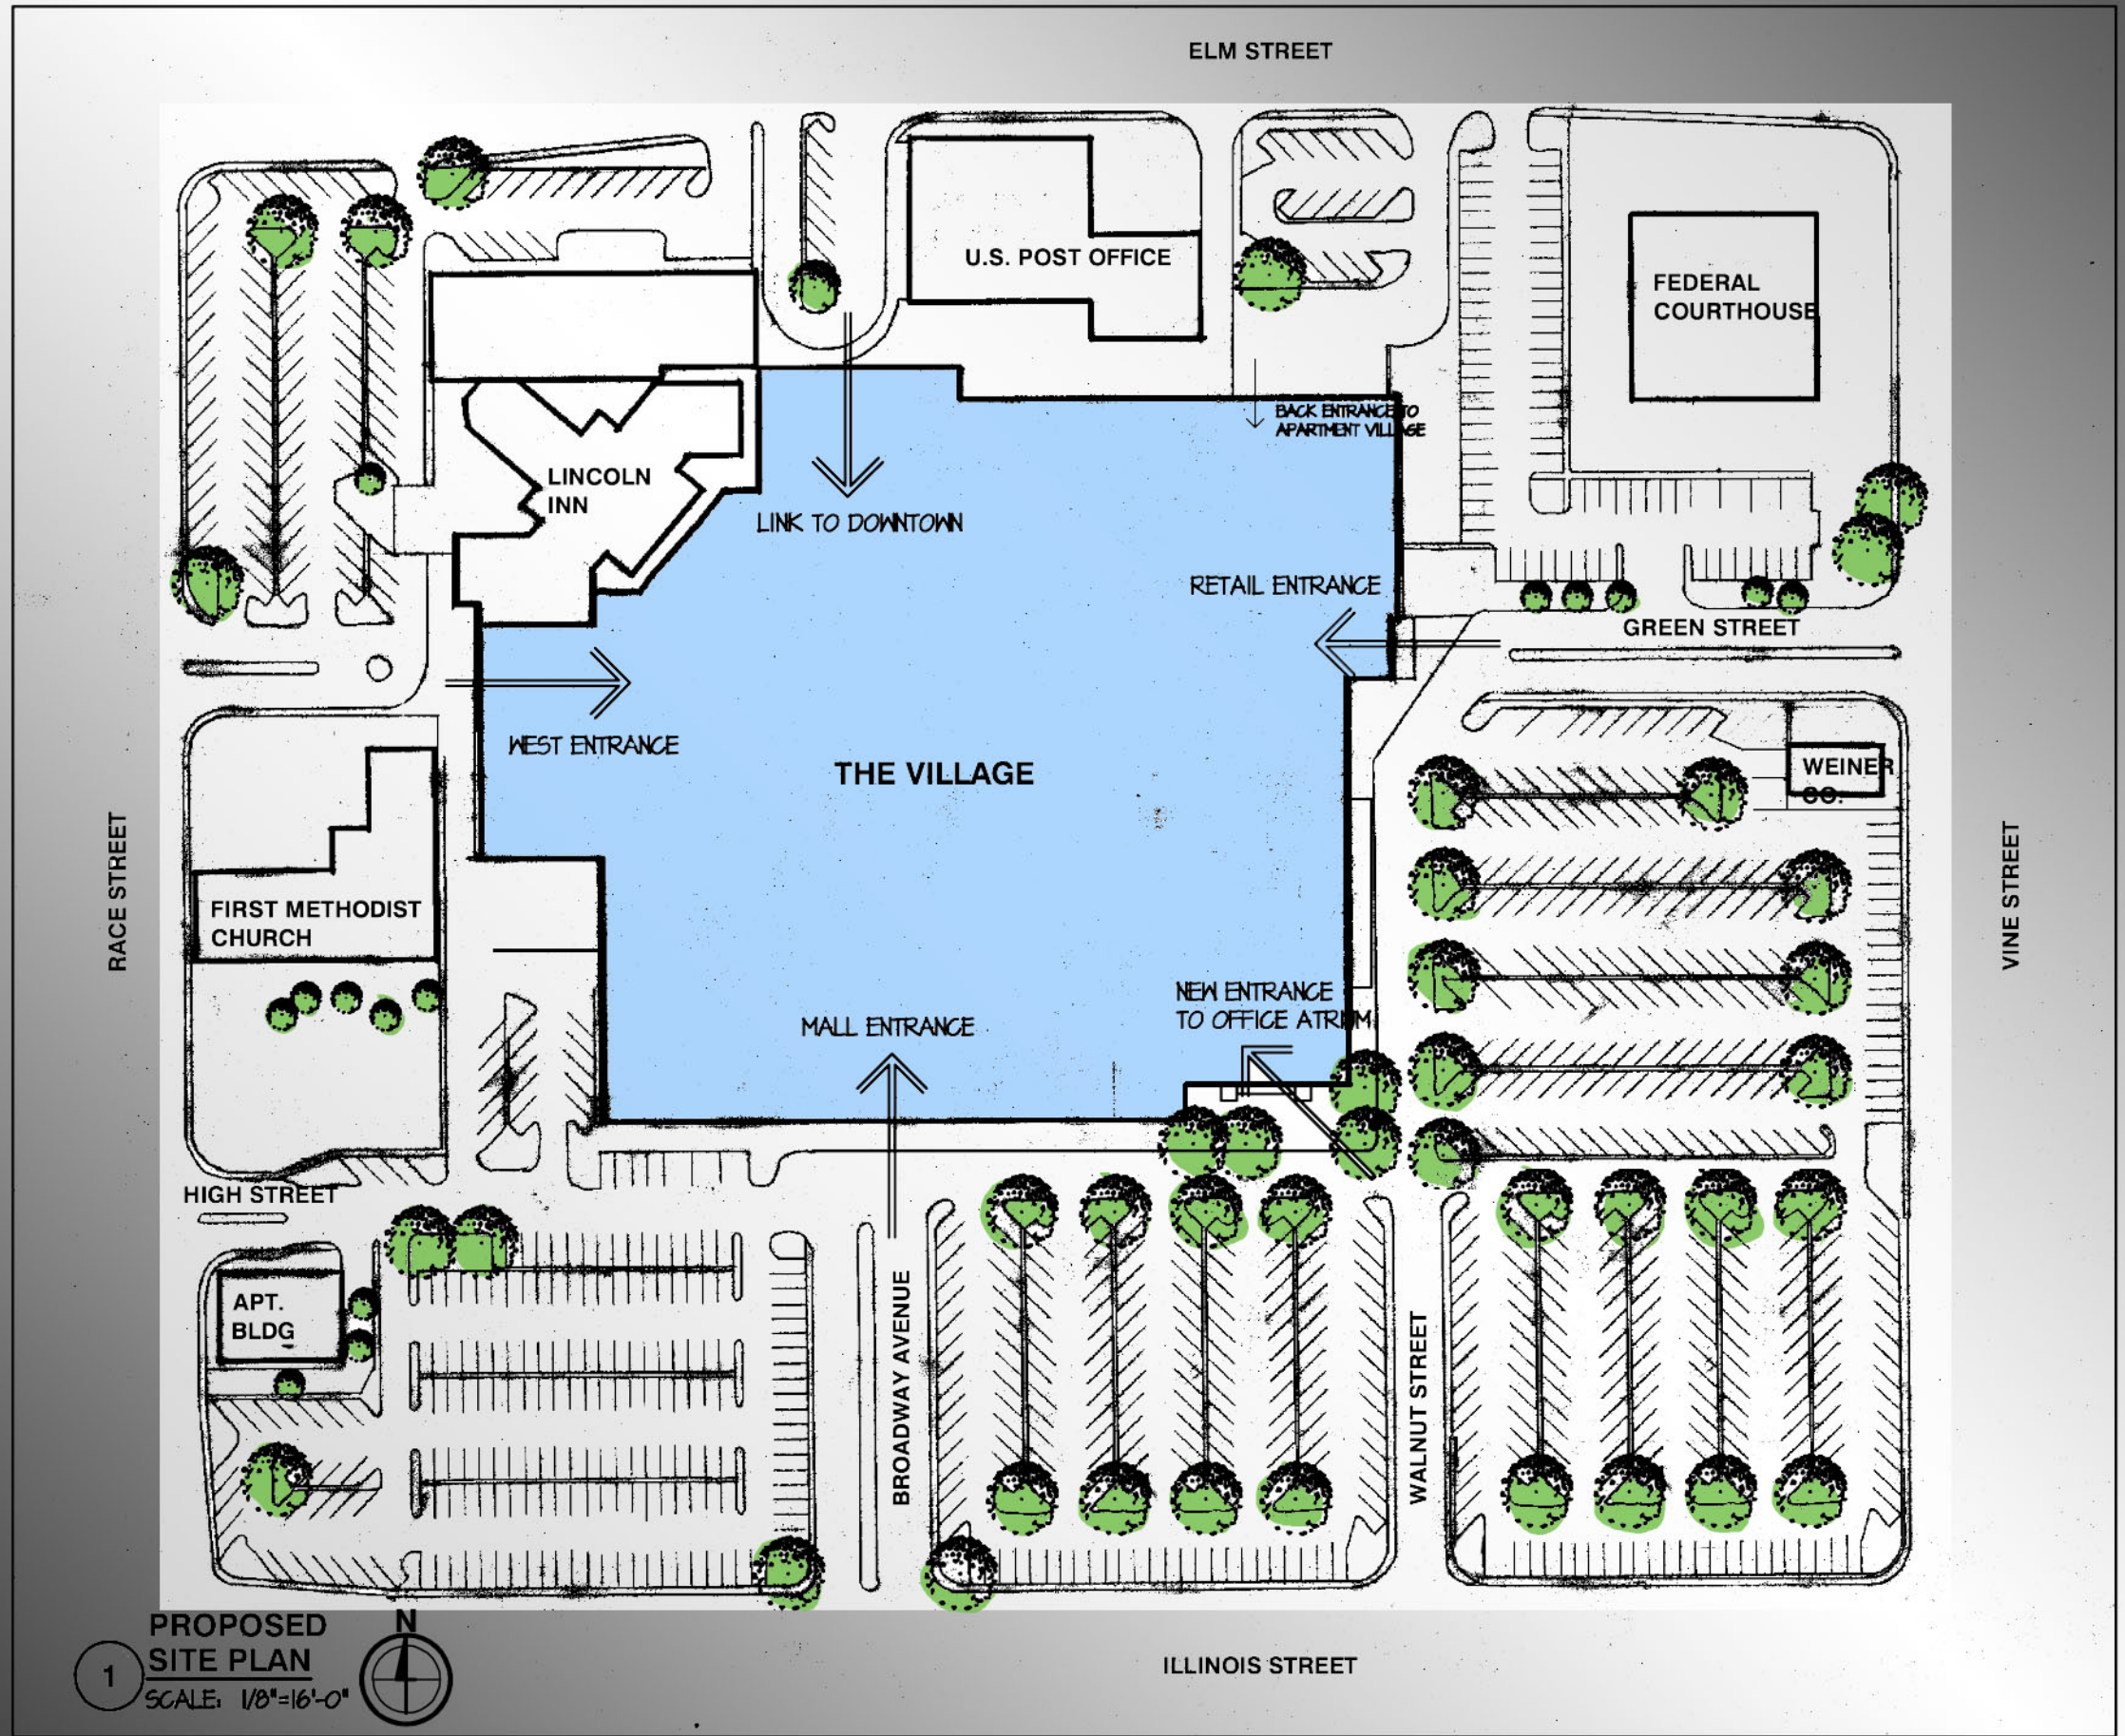 ELM STREET
U.S. POST OFFICE
FEDERAL
COURTHOUSE
BACK ENTRANCE TO
APARTMENT VILLAGE
LINCOLN
INN
LINK TO DOWNTOWN
RETAIL ENTRANCE
GREEN STREET
WEST ENTRANCE
THE VILLAGE
WEINER
CO.
RACE STREET
VINE STREET
FIRST METHODIST
CHURCH
NEW ENTRANCE
TO OFFICE ATRIUM
MALL ENTRANCE
HIGH STREET
APT.
BLDG
BROADWAY AVENUE
WALNUT STREET
PROPOSED
SITE PLAN
1
SCALE: 1/8"=16'-0"
N
ILLINOIS STREET